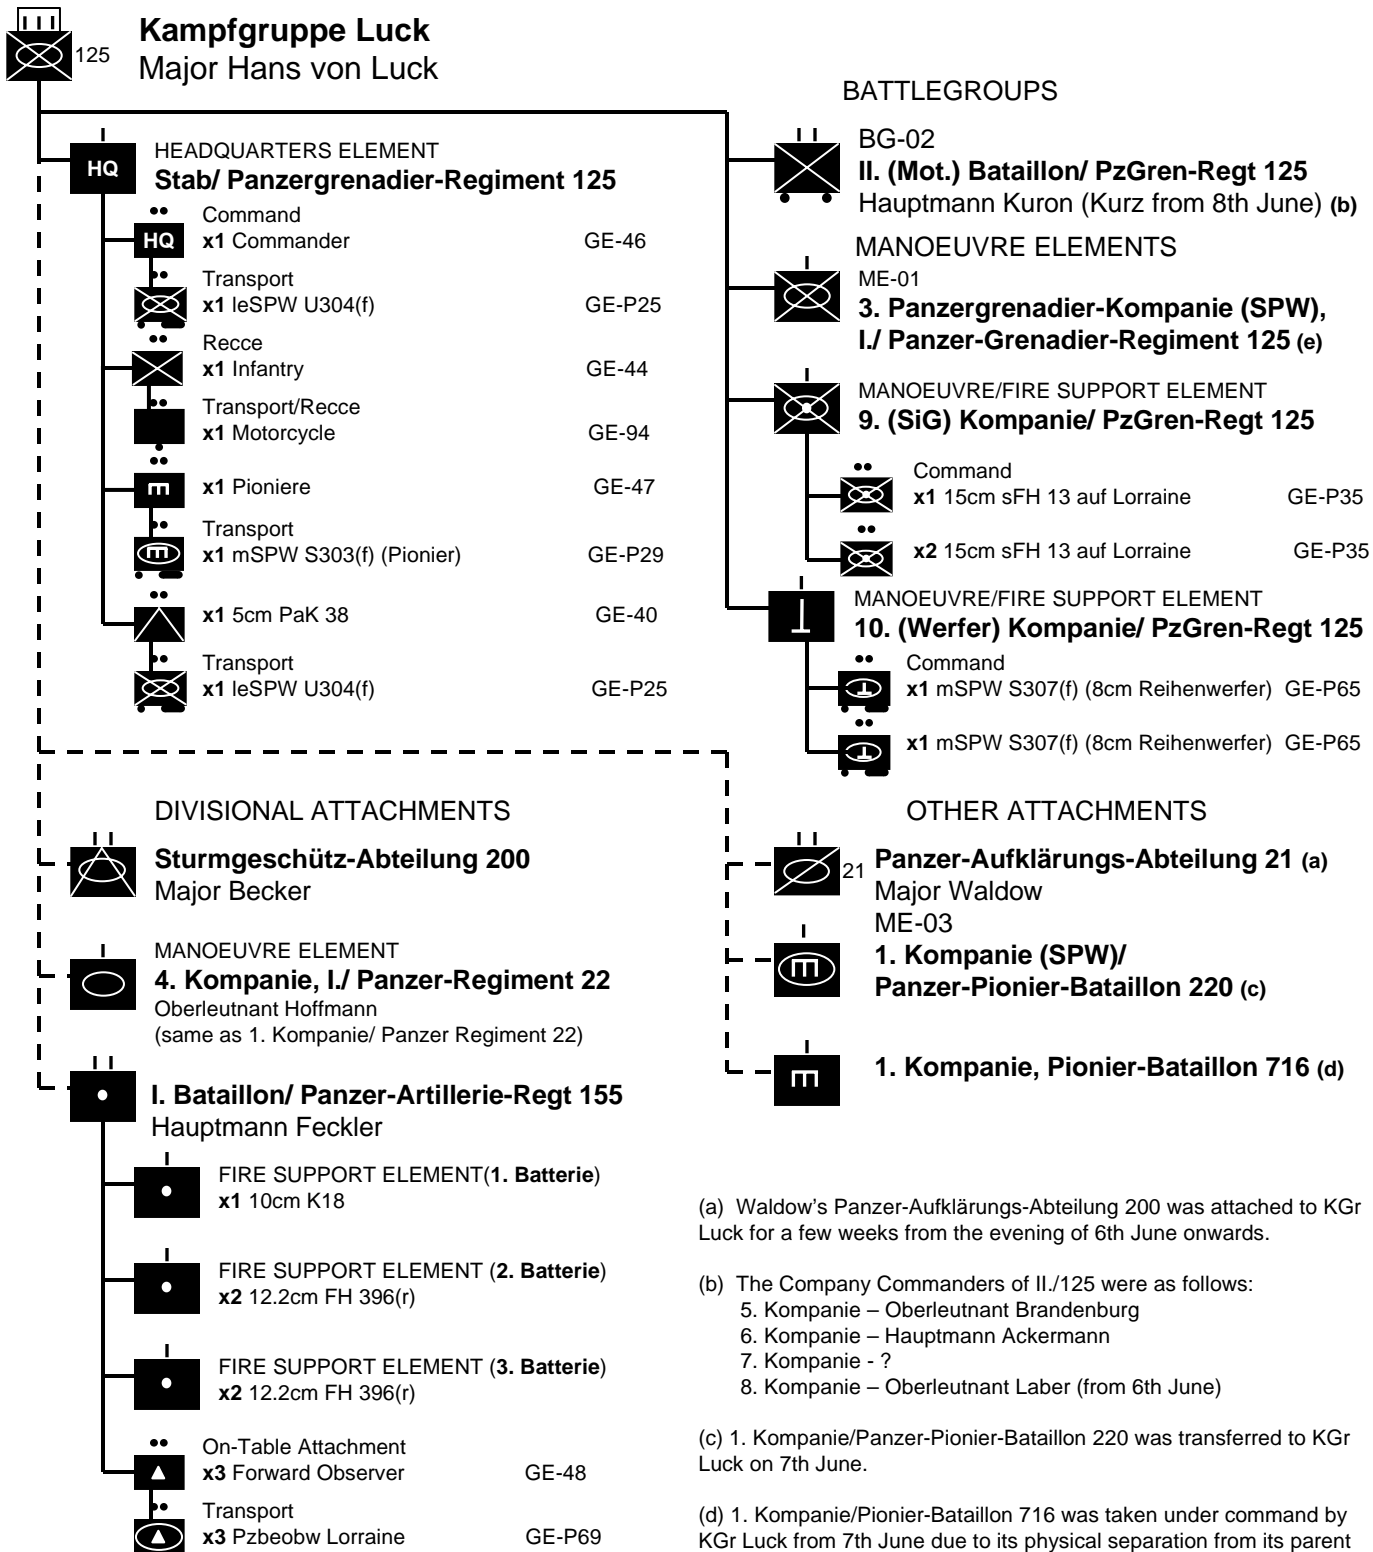 125
Kampfgruppe Luck
Major Hans von Luck
HQ
HEADQUARTERS ELEMENT
Stab/ Panzergrenadier-Regiment 125
HQ
Command
x1 Commander GE-46
Transport
x1 leSPW U304(f) GE-P25
Recce
x1 Infantry GE-44
Transport/Recce
x1 Motorcycle GE-94
x1 Pioniere GE-47
Transport
x1 mSPW S303(f) (Pionier) GE-P29
x1 5cm PaK 38 GE-40
Transport
x1 leSPW U304(f) GE-P25
BATTLEGROUPS
BG-02
II. (Mot.) Bataillon/ PzGren-Regt 125
Hauptmann Kuron (Kurz from 8th June) (b)
MANOEUVRE ELEMENTS
ME-01
3. Panzergrenadier-Kompanie (SPW),
I./ Panzer-Grenadier-Regiment 125 (e)
MANOEUVRE/FIRE SUPPORT ELEMENT
9. (SiG) Kompanie/ PzGren-Regt 125
Command
x1 15cm sFH 13 auf Lorraine GE-P35
x2 15cm sFH 13 auf Lorraine GE-P35
MANOEUVRE/FIRE SUPPORT ELEMENT
10. (Werfer) Kompanie/ PzGren-Regt 125
Command
x1 mSPW S307(f) (8cm Reihenwerfer) GE-P65
x1 mSPW S307(f) (8cm Reihenwerfer) GE-P65
DIVISIONAL ATTACHMENTS
Sturmgeschütz-Abteilung 200
Major Becker
MANOEUVRE ELEMENT
4. Kompanie, I./ Panzer-Regiment 22
Oberleutnant Hoffmann
(same as 1. Kompanie/ Panzer Regiment 22)
I. Bataillon/ Panzer-Artillerie-Regt 155
Hauptmann Feckler
FIRE SUPPORT ELEMENT(1. Batterie)
x1 10cm K18
FIRE SUPPORT ELEMENT (2. Batterie)
x2 12.2cm FH 396(r)
FIRE SUPPORT ELEMENT (3. Batterie)
x2 12.2cm FH 396(r)
On-Table Attachment
x3 Forward Observer GE-48
Transport
x3 Pzbeobw Lorraine GE-P69
OTHER ATTACHMENTS
21
Panzer-Aufklärungs-Abteilung 21 (a)
Major Waldow
ME-03
1. Kompanie (SPW)/
Panzer-Pionier-Bataillon 220 (c)
1. Kompanie, Pionier-Bataillon 716 (d)
(a) Waldow's Panzer-Aufklärungs-Abteilung 200 was attached to KGr
Luck for a few weeks from the evening of 6th June onwards.
(b) The Company Commanders of II./125 were as follows:
5. Kompanie – Oberleutnant Brandenburg
6. Kompanie – Hauptmann Ackermann
7. Kompanie - ?
8. Kompanie – Oberleutnant Laber (from 6th June)
(c) 1. Kompanie/Panzer-Pionier-Bataillon 220 was transferred to KGr
Luck on 7th June.
(d) 1. Kompanie/Pionier-Bataillon 716 was taken under command by
KGr Luck from 7th June due to its physical separation from its parent